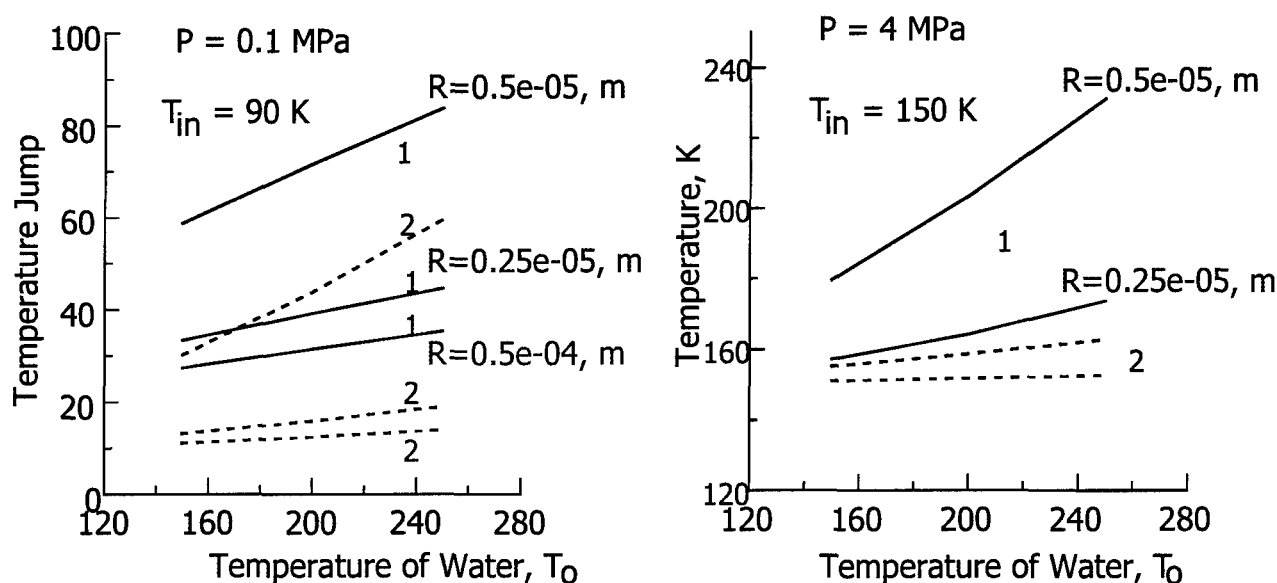 P = 0.1 MPa
T_in = 90 K
R=0.5e-05, m
1
2
R=0.25e-05, m
1
1
R=0.5e-04, m
2
2
Temperature Jump
100
80
60
40
20
0
120 160 200 240 280
Temperature of Water, T_O
P = 4 MPa
R=0.5e-05, m
T_in = 150 K
1
R=0.25e-05, m
2
Temperature, K
240
200
160
120
120 160 200 240 280
Temperature of Water, T_O